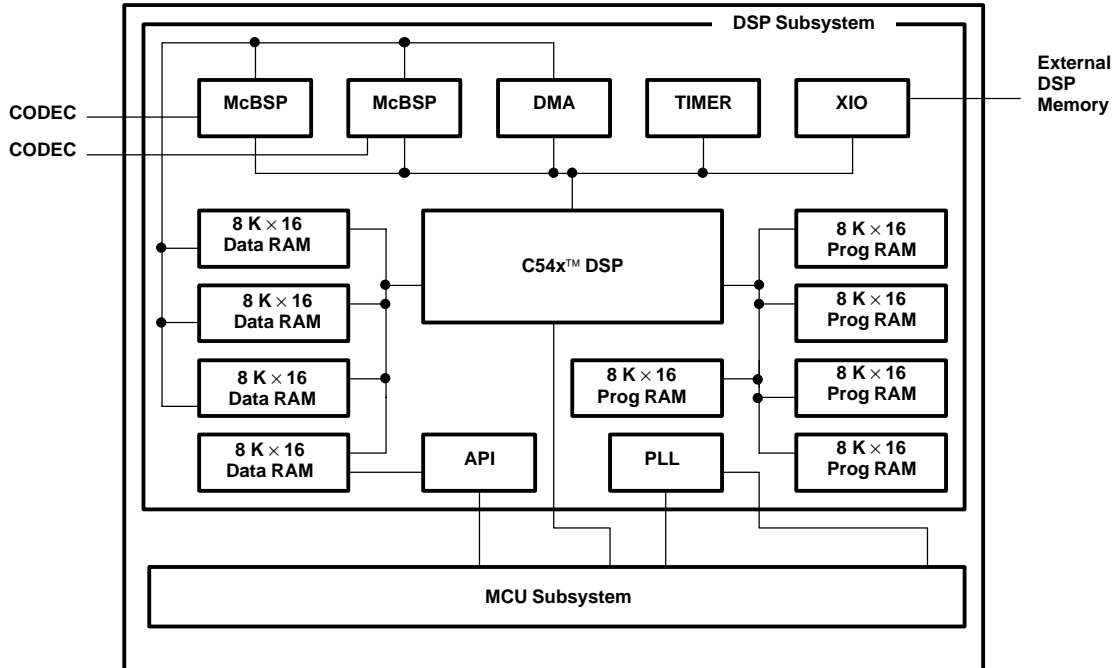 DSP Subsystem
External
DSP
Memory
McBSP
McBSP
DMA
TIMER
XIO
CODEC
CODEC
8 K × 16
Data RAM
8 K × 16
Data RAM
8 K × 16
Data RAM
8 K × 16
Data RAM
C54x™ DSP
8 K × 16
Prog RAM
8 K × 16
Prog RAM
8 K × 16
Prog RAM
8 K × 16
Prog RAM
8 K × 16
Prog RAM
API
PLL
MCU Subsystem